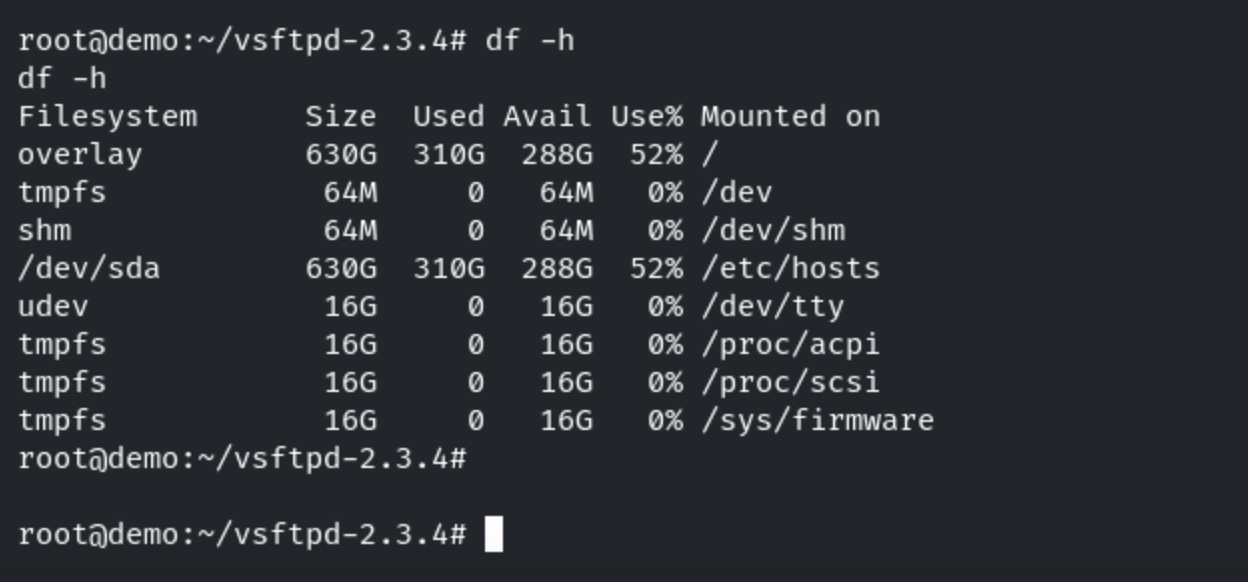 root@demo:~/vsftpd-2.3.4# df -h
df -h
Filesystem      Size  Used Avail Use% Mounted on
overlay         630G  310G  288G  52% /
tmpfs            64M     0   64M   0% /dev
shm              64M     0   64M   0% /dev/shm
/dev/sda        630G  310G  288G  52% /etc/hosts
udev             16G     0   16G   0% /dev/tty
tmpfs            16G     0   16G   0% /proc/acpi
tmpfs            16G     0   16G   0% /proc/scsi
tmpfs            16G     0   16G   0% /sys/firmware
root@demo:~/vsftpd-2.3.4#
root@demo:~/vsftpd-2.3.4#